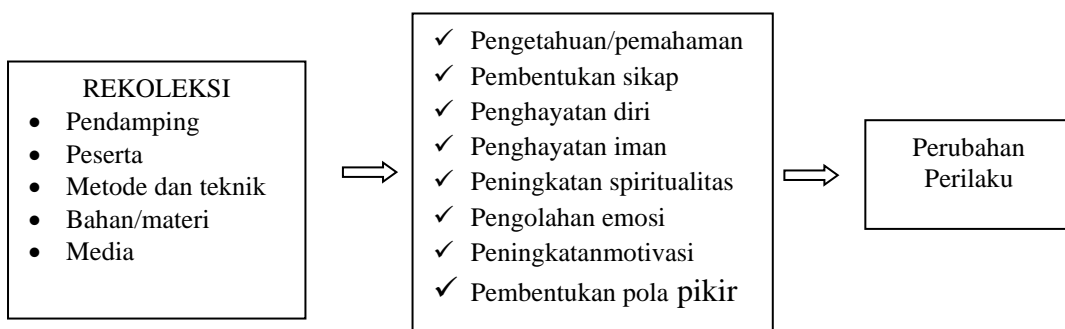 REKOLEKSI
• Pendamping
• Peserta
• Metode dan teknik
• Bahan/materi
• Media
✓ Pengetahuan/pemahaman
✓ Pembentukan sikap
✓ Penghayatan diri
✓ Penghayatan iman
✓ Peningkatan spiritualitas
✓ Pengolahan emosi
✓ Peningkatanmotivasi
✓ Pembentukan pola pikir
Perubahan
Perilaku